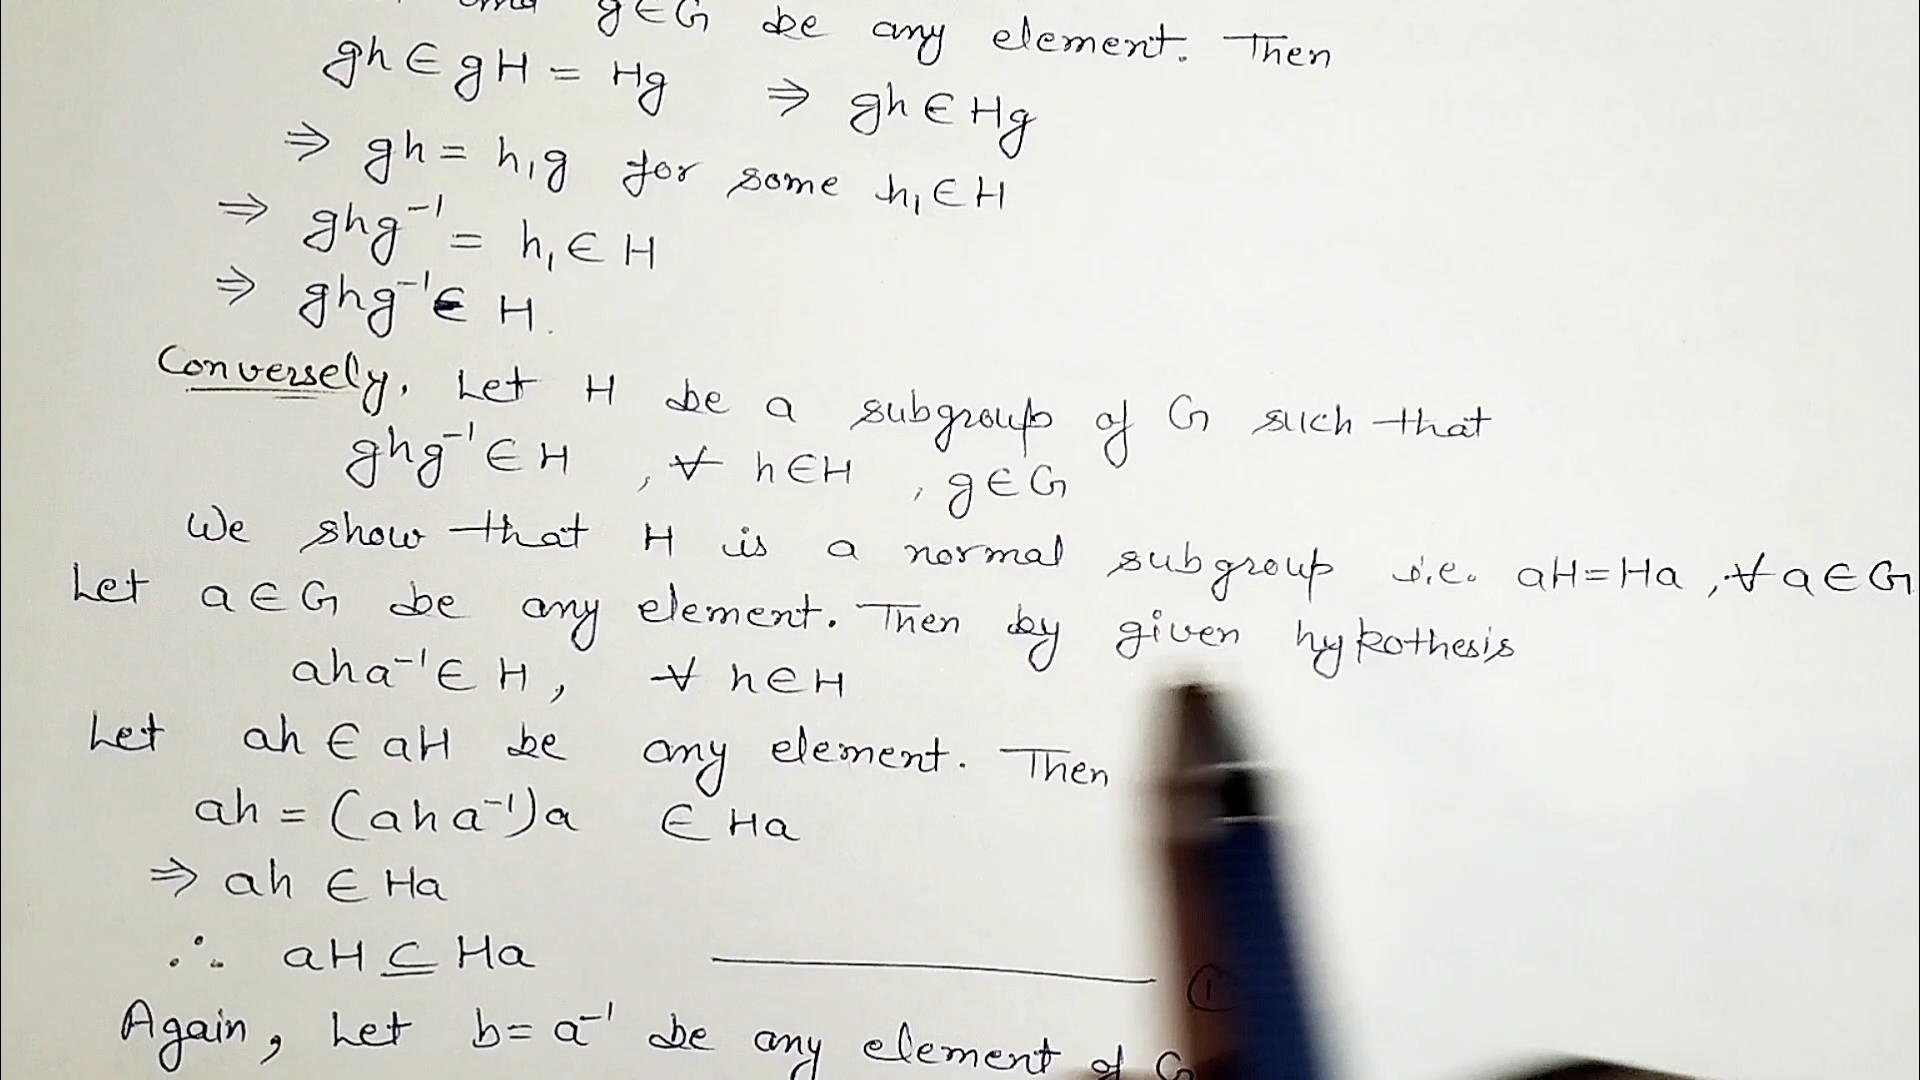 and g∈G be any element. Then
gh∈gH = Hg ⇒ gh∈Hg
⇒ gh = h₁g for some h₁∈H
⇒ ghg⁻¹ = h₁∈H
⇒ ghg⁻¹∈ H.
Conversely, Let H be a subgroup of G such that
ghg⁻¹∈H , ∀ h∈H , g∈G
We show that H is a normal subgroup i.e. aH=Ha ,∀ a∈G
Let a∈G be any element. Then by given hypothesis
aha⁻¹∈ H, ∀ h∈H
Let ah∈aH be any element. Then
ah = (aha⁻¹)a ∈ Ha
⇒ ah ∈ Ha
∴ aH ⊆ Ha ①
Again, Let b=a⁻¹ be any element of G